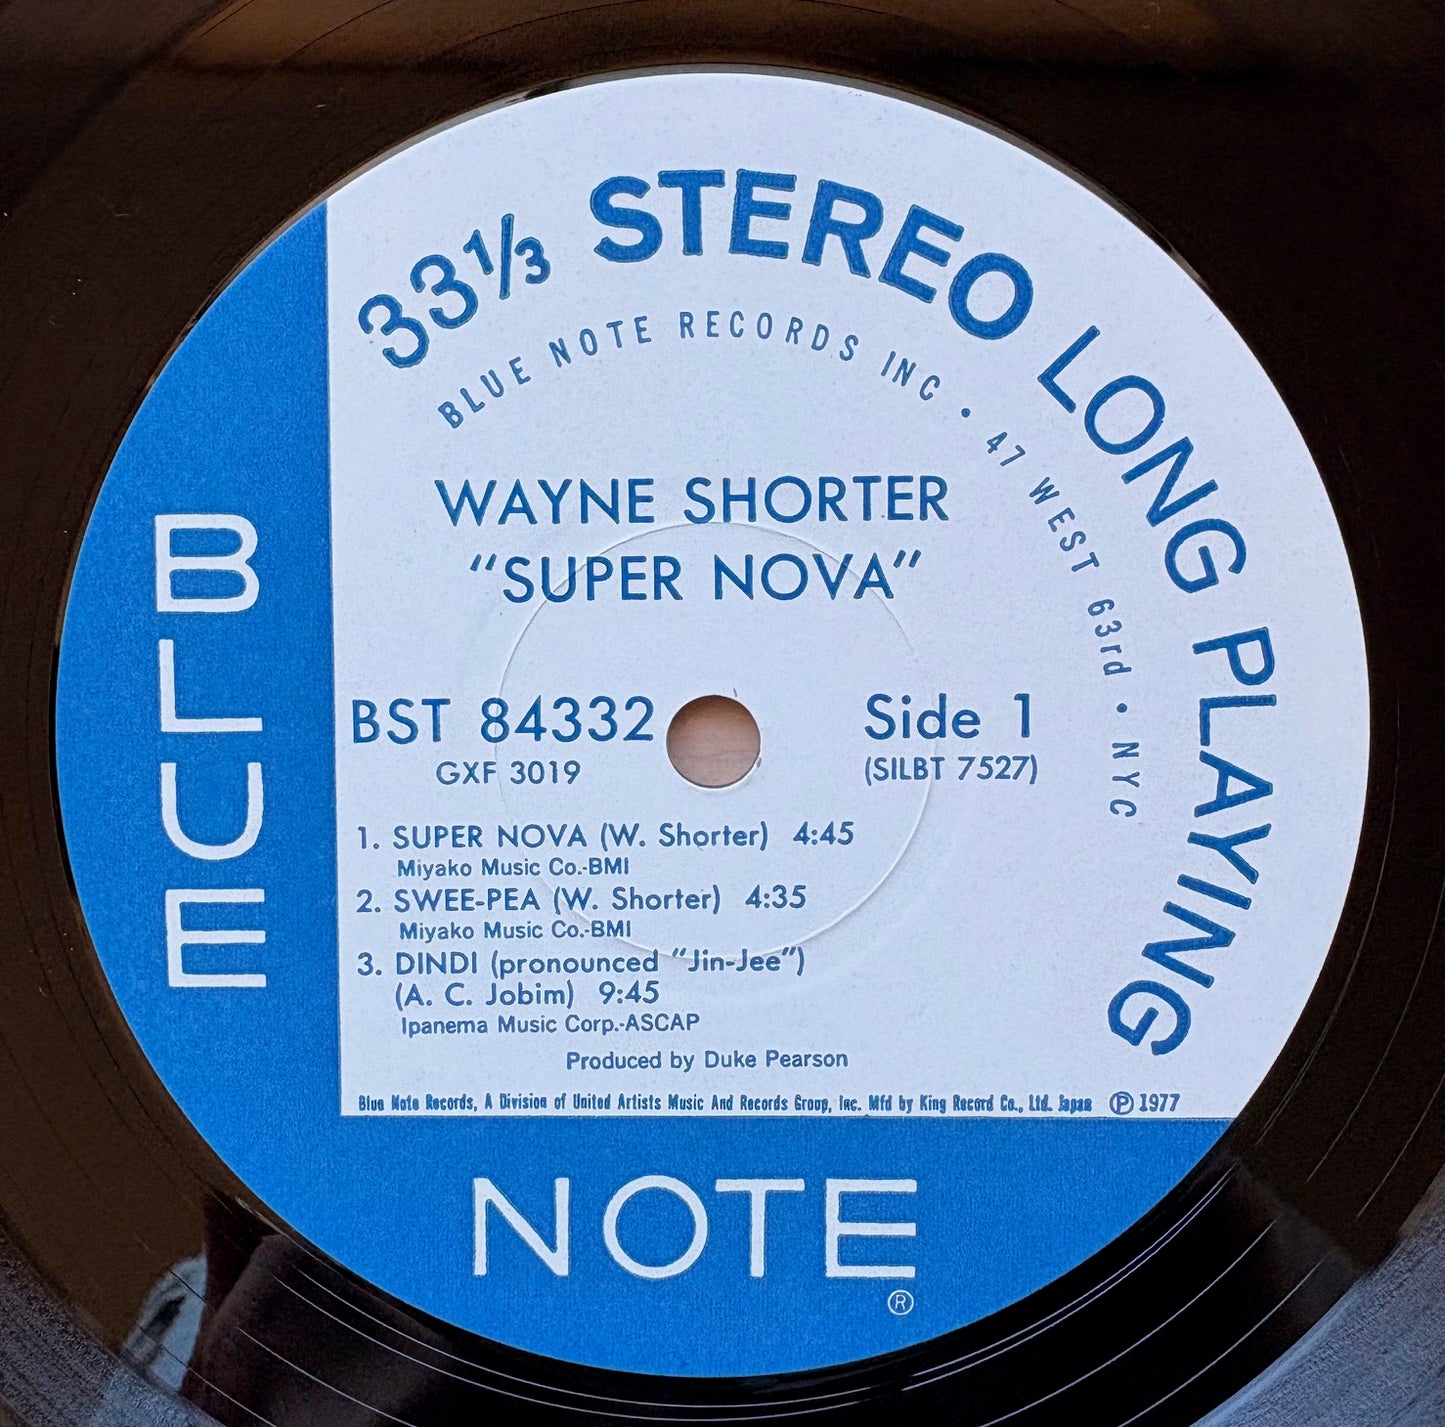 33⅓ STEREO LONG PLAYING
BLUE NOTE RECORDS INC • 47 WEST 63rd • NYC
WAYNE SHORTER
“SUPER NOVA”
BST 84332
GXF 3019
Side 1
(SILBT 7527)
1. SUPER NOVA (W. Shorter) 4:45
Miyako Music Co.-BMI
2. SWEE-PEA (W. Shorter) 4:35
Miyako Music Co.-BMI
3. DINDI (pronounced “Jin-Jee”)
(A. C. Jobim) 9:45
Ipanema Music Corp.-ASCAP
Produced by Duke Pearson
Blue Note Records, A Division of United Artists Music And Records Group, Inc. Mfd by King Record Co., Ltd. Japan ℗ 1977
BLUE
NOTE
®